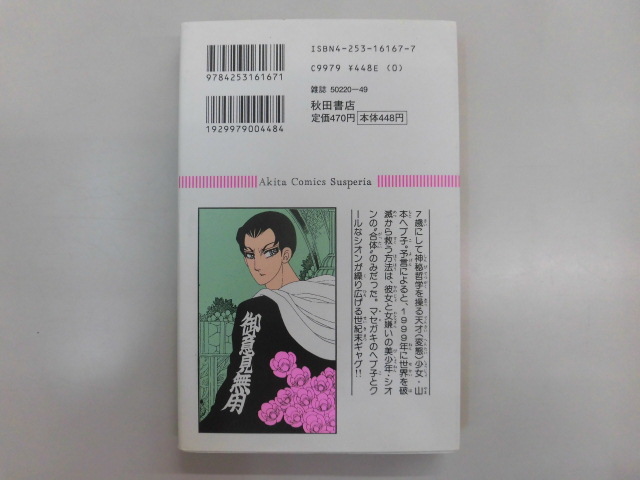 9784253161671
1929979004484
ISBN4-253-16167-7
C9979 ¥448E (0)
雑誌 50220—49
秋田書店
定価470円 本体448円
Akita Comics Susperia
7歳にして神秘哲学を操る天才(変態)少女・山
本ヘブ子。予言によると、1999年に世界を破
滅から救う方法は、彼女と女嫌いの美少年・シオ
ンの“合体”のみだった。マセガキのヘブ子とク
ールなシオンが繰り広げる世紀末ギャグ!!
御意見無用